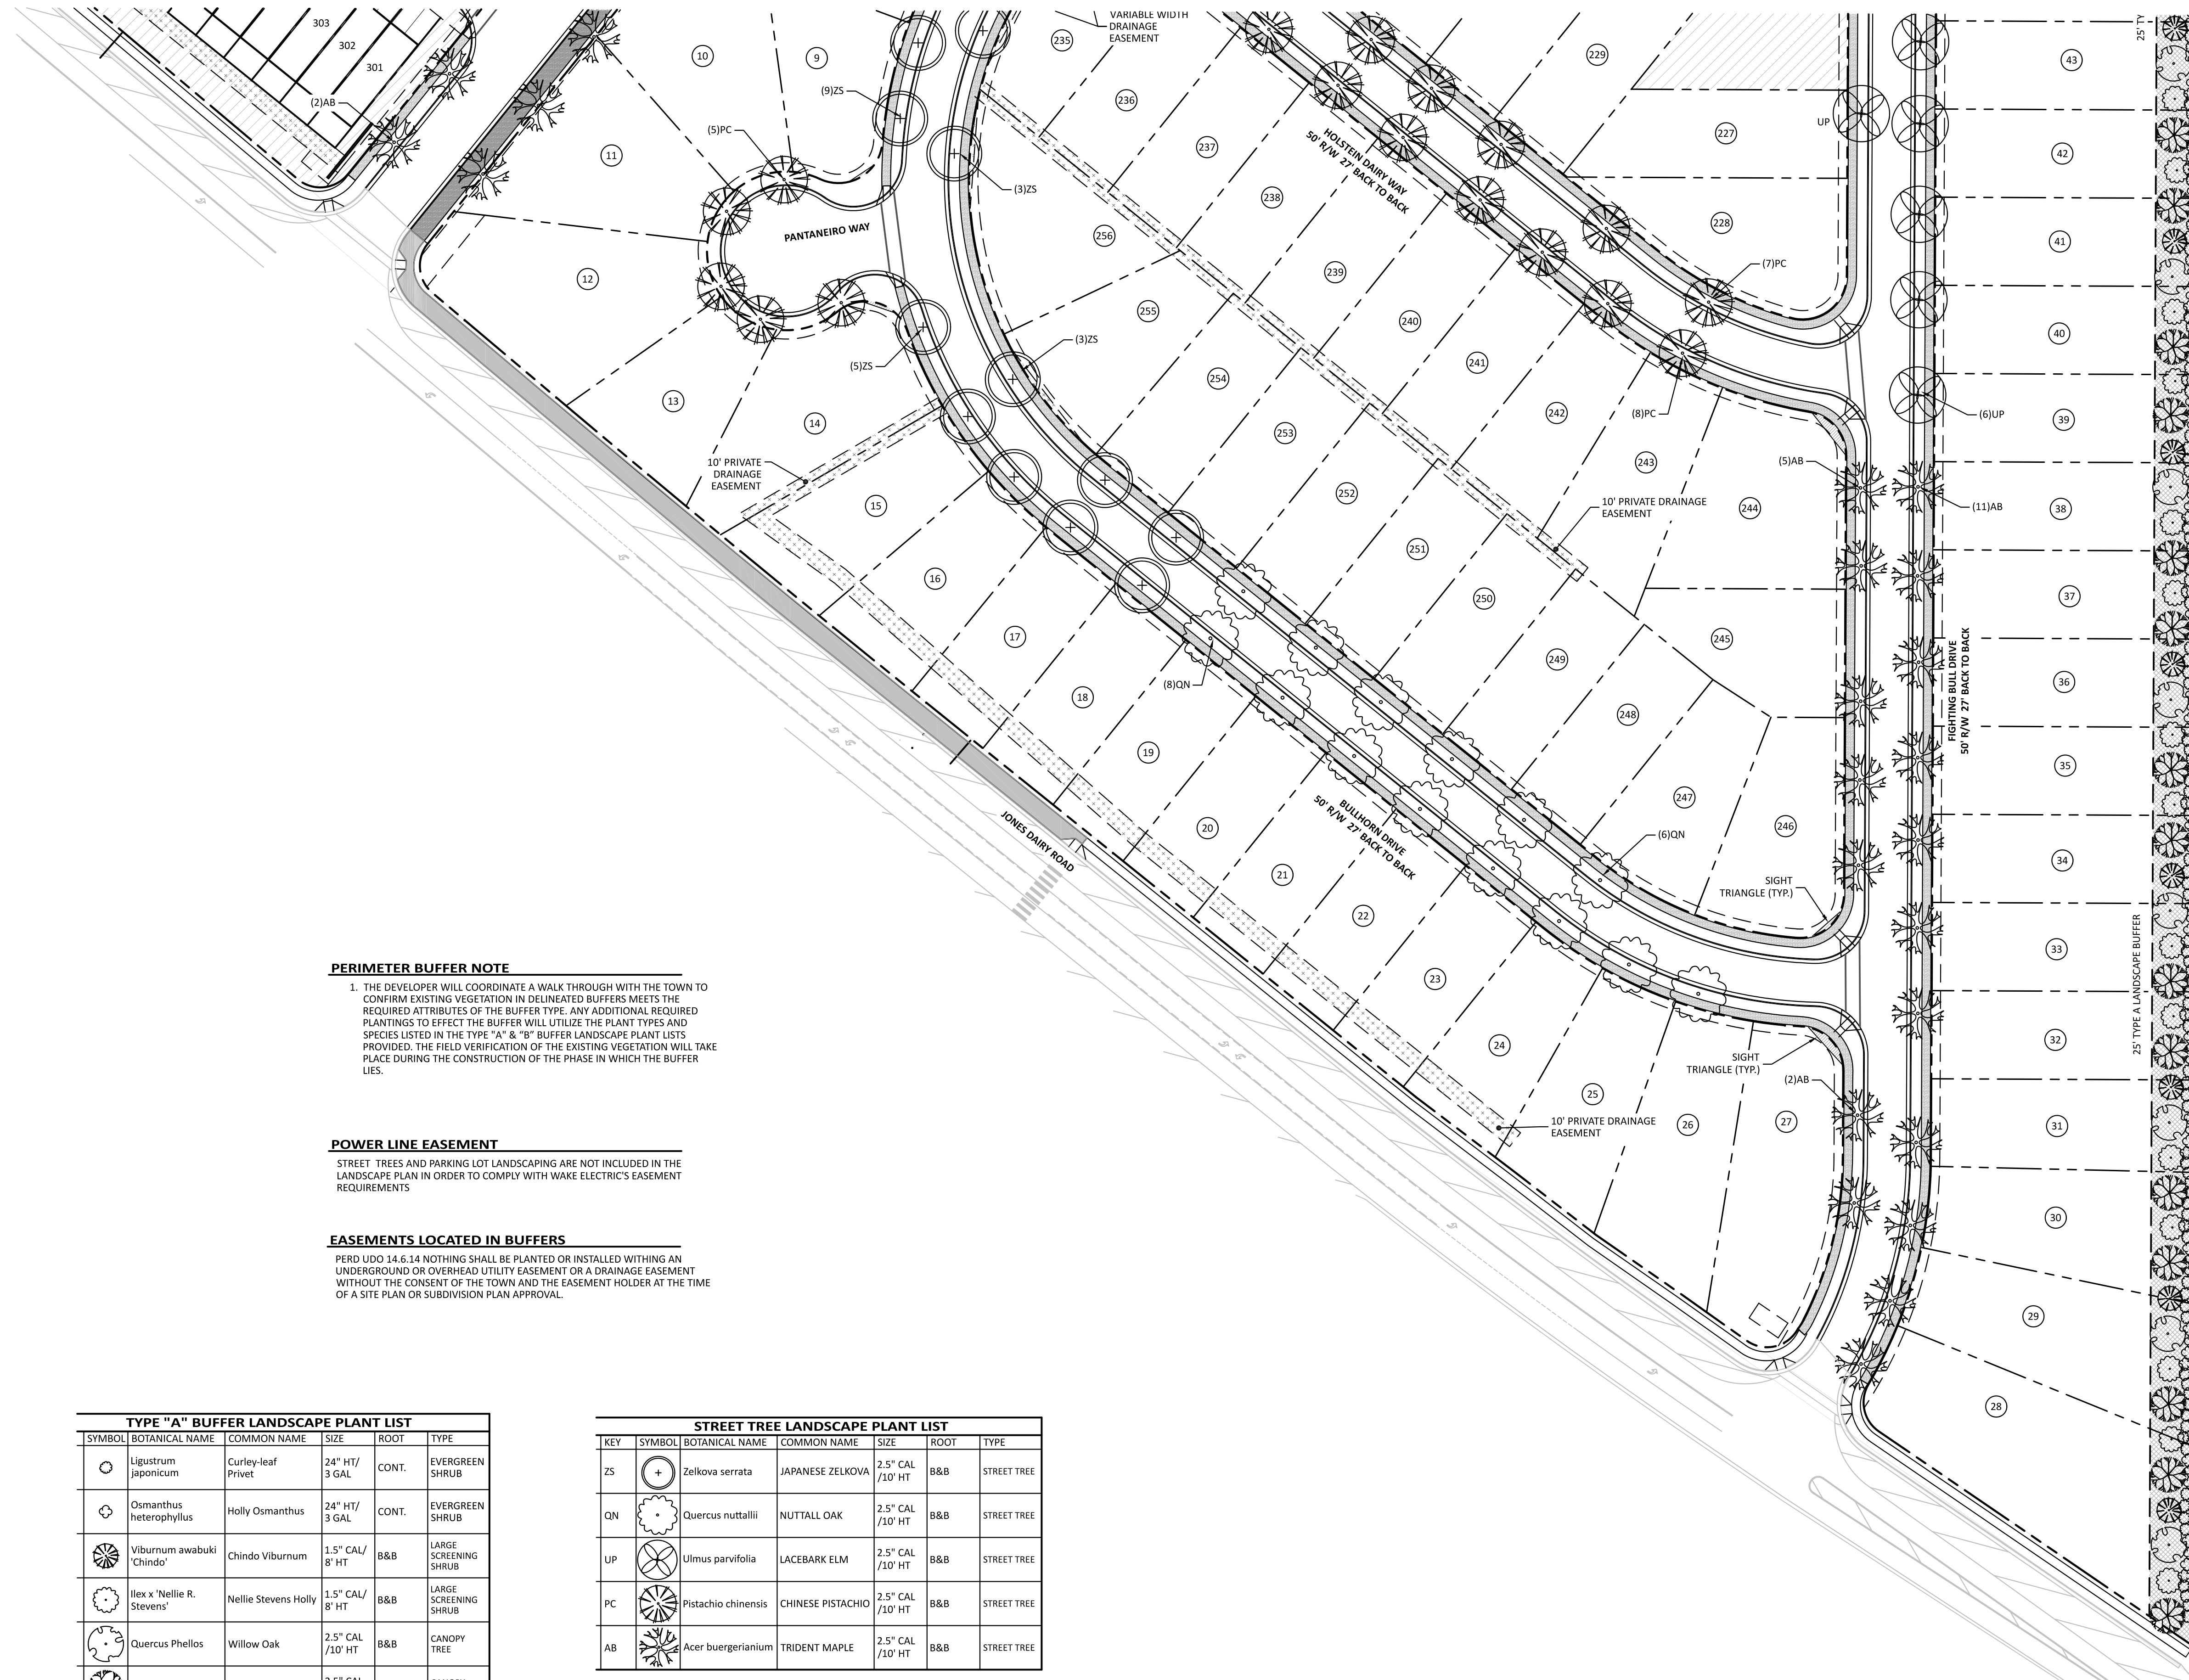 303
302
301
(2)AB
10
9
11
12
13
14
15
16
17
18
19
20
21
22
23
24
25
26
27
(9)ZS
(5)PC
PANTANEIRO WAY
(3)ZS
(5)ZS
(3)ZS
VARIABLE WIDTH
DRAINAGE
EASEMENT
235
236
237
238
239
240
241
242
243
244
245
246
247
248
249
250
251
252
253
254
255
256
HOLSTEIN DAIRY WAY
50' R/W 27' BACK TO BACK
229
227
228
UP
(7)PC
(8)PC
(6)UP
(5)AB
(11)AB
10' PRIVATE
DRAINAGE
EASEMENT
10' PRIVATE DRAINAGE
EASEMENT
(8)QN
(6)QN
BULLHORN DRIVE
50' R/W 27' BACK TO BACK
JONES DAIRY ROAD
SIGHT
TRIANGLE (TYP.)
SIGHT
TRIANGLE (TYP.)
(2)AB
10' PRIVATE DRAINAGE
EASEMENT
FIGHTING BULL DRIVE
50' R/W 27' BACK TO BACK
25' TY
25' TYPE A LANDSCAPE BUFFER
43
42
41
40
39
38
37
36
35
34
33
32
31
30
29
28
PERIMETER BUFFER NOTE
1. THE DEVELOPER WILL COORDINATE A WALK THROUGH WITH THE TOWN TO
CONFIRM EXISTING VEGETATION IN DELINEATED BUFFERS MEETS THE
REQUIRED ATTRIBUTES OF THE BUFFER TYPE. ANY ADDITIONAL REQUIRED
PLANTINGS TO EFFECT THE BUFFER WILL UTILIZE THE PLANT TYPES AND
SPECIES LISTED IN THE TYPE "A" & “B” BUFFER LANDSCAPE PLANT LISTS
PROVIDED. THE FIELD VERIFICATION OF THE EXISTING VEGETATION WILL TAKE
PLACE DURING THE CONSTRUCTION OF THE PHASE IN WHICH THE BUFFER
LIES.
POWER LINE EASEMENT
STREET TREES AND PARKING LOT LANDSCAPING ARE NOT INCLUDED IN THE
LANDSCAPE PLAN IN ORDER TO COMPLY WITH WAKE ELECTRIC'S EASEMENT
REQUIREMENTS
EASEMENTS LOCATED IN BUFFERS
PERD UDO 14.6.14 NOTHING SHALL BE PLANTED OR INSTALLED WITHING AN
UNDERGROUND OR OVERHEAD UTILITY EASEMENT OR A DRAINAGE EASEMENT
WITHOUT THE CONSENT OF THE TOWN AND THE EASEMENT HOLDER AT THE TIME
OF A SITE PLAN OR SUBDIVISION PLAN APPROVAL.
TYPE "A" BUFFER LANDSCAPE PLANT LIST
SYMBOL BOTANICAL NAME COMMON NAME SIZE ROOT TYPE
Ligustrum japonicum Curley-leaf Privet 24" HT/ 3 GAL CONT. EVERGREEN SHRUB
Osmanthus heterophyllus Holly Osmanthus 24" HT/ 3 GAL CONT. EVERGREEN SHRUB
Viburnum awabuki 'Chindo' Chindo Viburnum 1.5" CAL/ 8' HT B&B LARGE SCREENING SHRUB
Ilex x 'Nellie R. Stevens' Nellie Stevens Holly 1.5" CAL/ 8' HT B&B LARGE SCREENING SHRUB
Quercus Phellos Willow Oak 2.5" CAL /10' HT B&B CANOPY TREE
STREET TREE LANDSCAPE PLANT LIST
KEY SYMBOL BOTANICAL NAME COMMON NAME SIZE ROOT TYPE
ZS Zelkova serrata JAPANESE ZELKOVA 2.5" CAL /10' HT B&B STREET TREE
QN Quercus nuttallii NUTTALL OAK 2.5" CAL /10' HT B&B STREET TREE
UP Ulmus parvifolia LACEBARK ELM 2.5" CAL /10' HT B&B STREET TREE
PC Pistachio chinensis CHINESE PISTACHIO 2.5" CAL /10' HT B&B STREET TREE
AB Acer buergerianium TRIDENT MAPLE 2.5" CAL /10' HT B&B STREET TREE